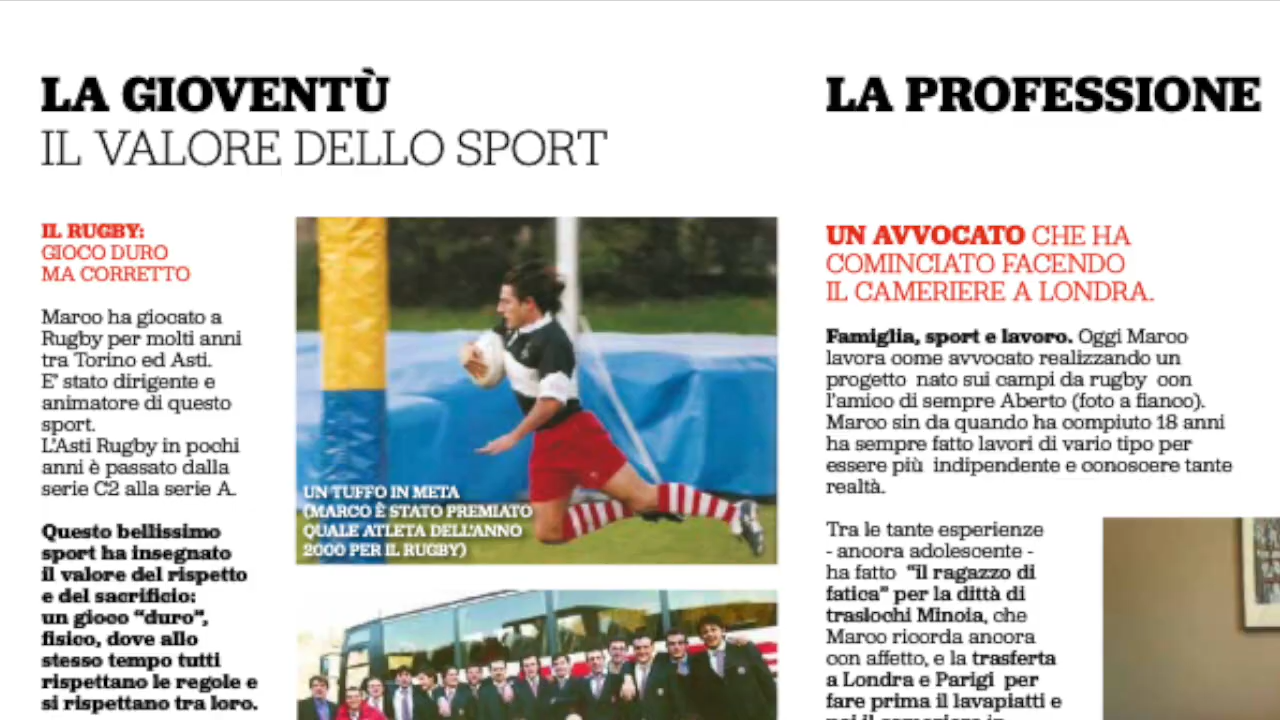 LA GIOVENTÙ
IL VALORE DELLO SPORT
IL RUGBY:
GIOCO DURO
MA CORRETTO
Marco ha giocato a
Rugby per molti anni
tra Torino ed Asti.
E' stato dirigente e
animatore di questo
sport.
L'Asti Rugby in pochi
anni è passato dalla
serie C2 alla serie A.
Questo bellissimo
sport ha insegnato
il valore del rispetto
e del sacrificio:
un gioco “duro”,
fisico, dove allo
stesso tempo tutti
rispettano le regole e
si rispettano tra loro.
UN TUFFO IN META
(MARCO È STATO PREMIATO
QUALE ATLETA DELL'ANNO
2000 PER IL RUGBY)
LA PROFESSIONE
UN AVVOCATO CHE HA
COMINCIATO FACENDO
IL CAMERIERE A LONDRA.
Famiglia, sport e lavoro. Oggi Marco
lavora come avvocato realizzando un
progetto nato sui campi da rugby con
l'amico di sempre Aberto (foto a fianco).
Marco sin da quando ha compiuto 18 anni
ha sempre fatto lavori di vario tipo per
essere più indipendente e conoscere tante
realtà.
Tra le tante esperienze
- ancora adolescente -
ha fatto “il ragazzo di
fatica” per la dittà di
traslochi Minoia, che
Marco ricorda ancora
con affetto, e la trasferta
a Londra e Parigi per
fare prima il lavapiatti e